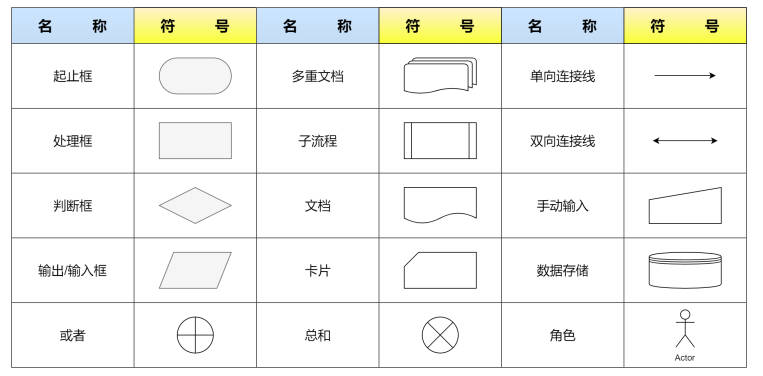 名 称 符 号 名 称 符 号 名 称 符 号
起止框 多重文档 单向连接线
处理框 子流程 双向连接线
判断框 文档 手动输入
输出/输入框 卡片 数据存储
或者 总和 角色
Actor